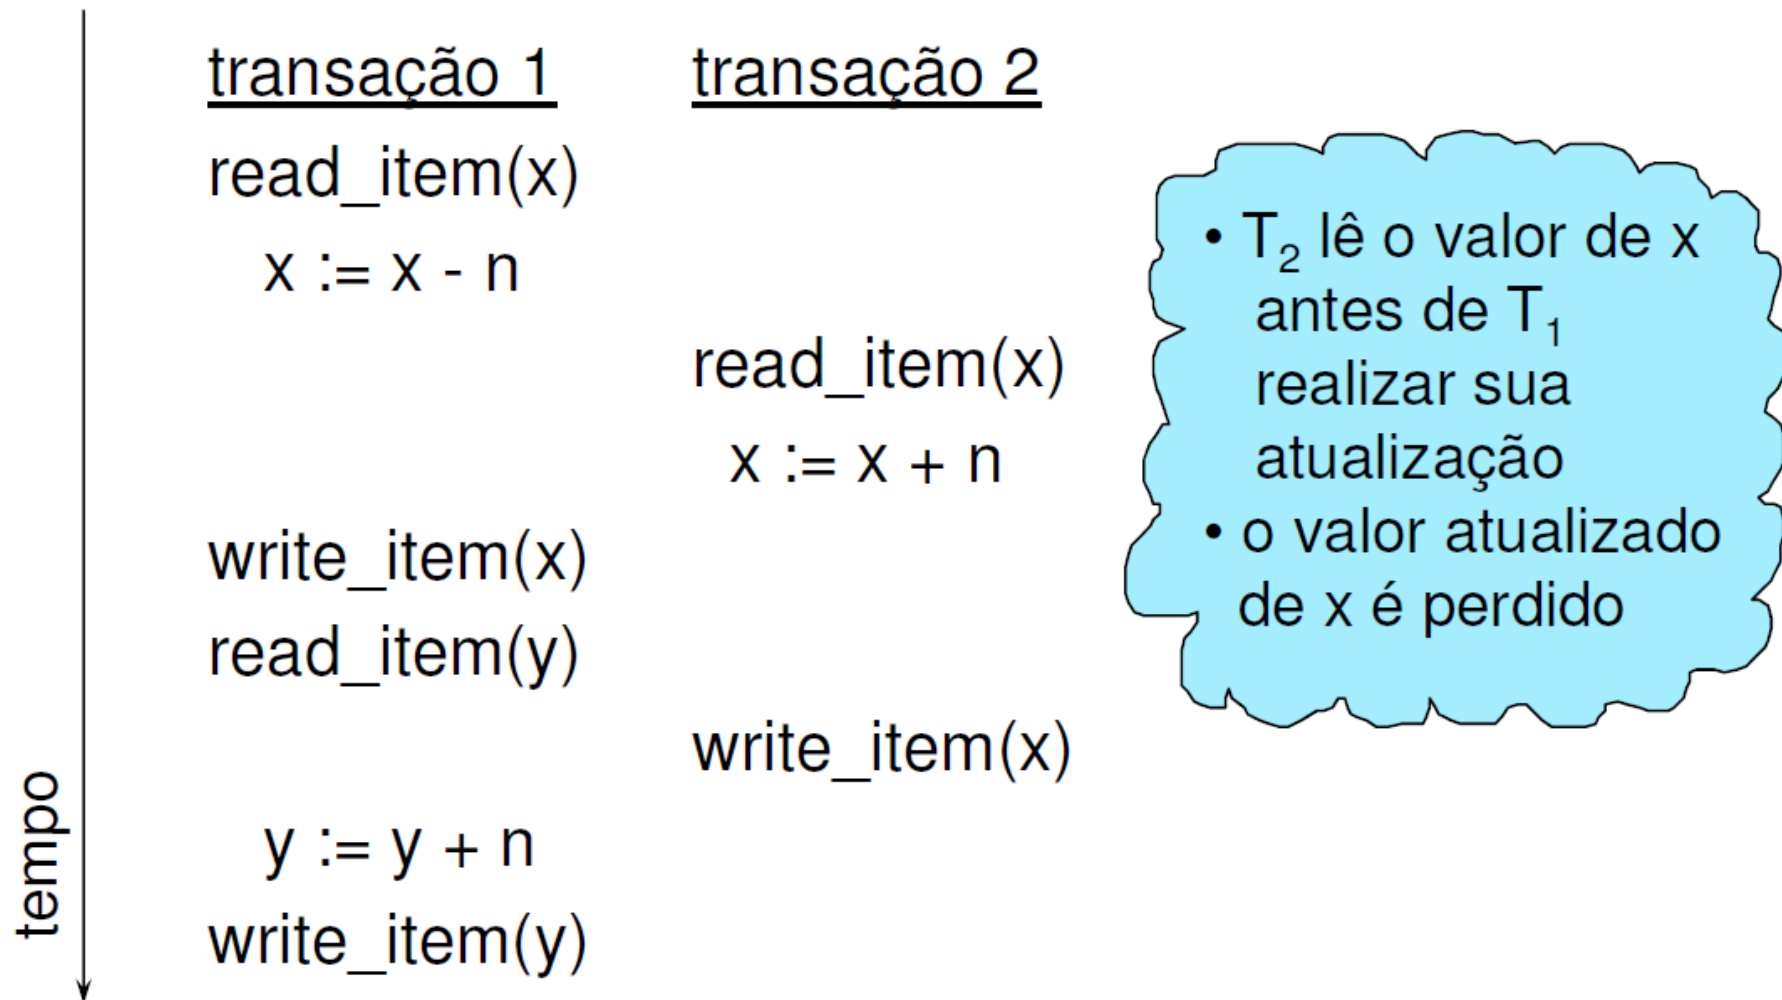 transação 1 transação 2
read_item(x)
x := x - n
read_item(x)
x := x + n
write_item(x)
read_item(y)
write_item(x)
y := y + n
write_item(y)
• T₂ lê o valor de x
antes de T₁
realizar sua
atualização
• o valor atualizado
de x é perdido
tempo